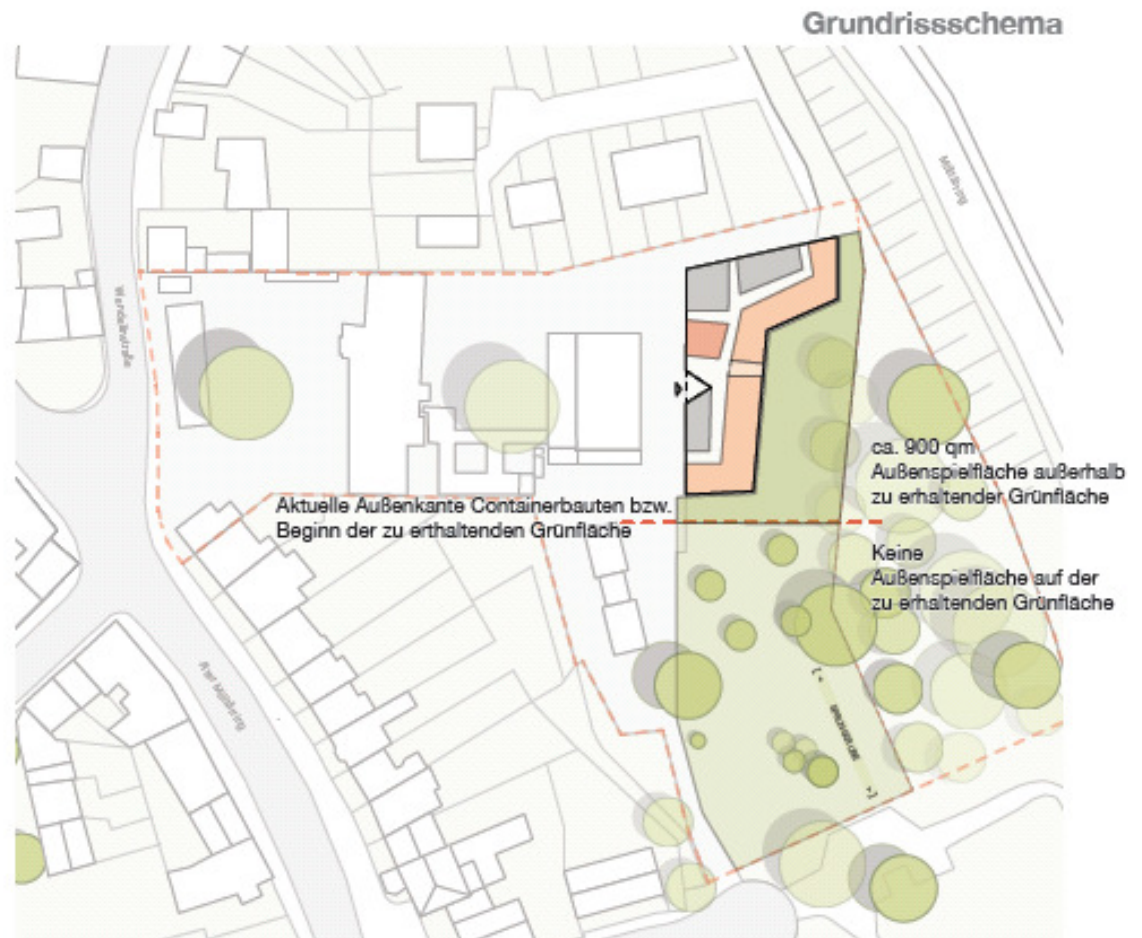 Grundrissschema
ca. 900 qm
Außenspielfläche außerhalb
zu erhaltender Grünfläche
Aktuelle Außenkante Containerbauten bzw.
Beginn der zu erthaltenden Grünfläche
Keine
Außenspielfläche auf der
zu erhaltenden Grünfläche